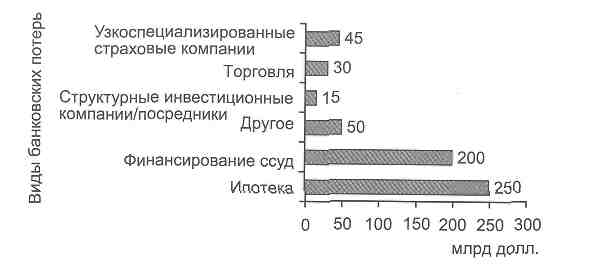 Виды банковских потерь
Узкоспециализированные
страховые компании
45
Торговля
30
Структурные инвестиционные
компании/посредники
15
Другое
50
Финансирование ссуд
200
Ипотека
250
0 50 100 150 200 250 300
млрд долл.